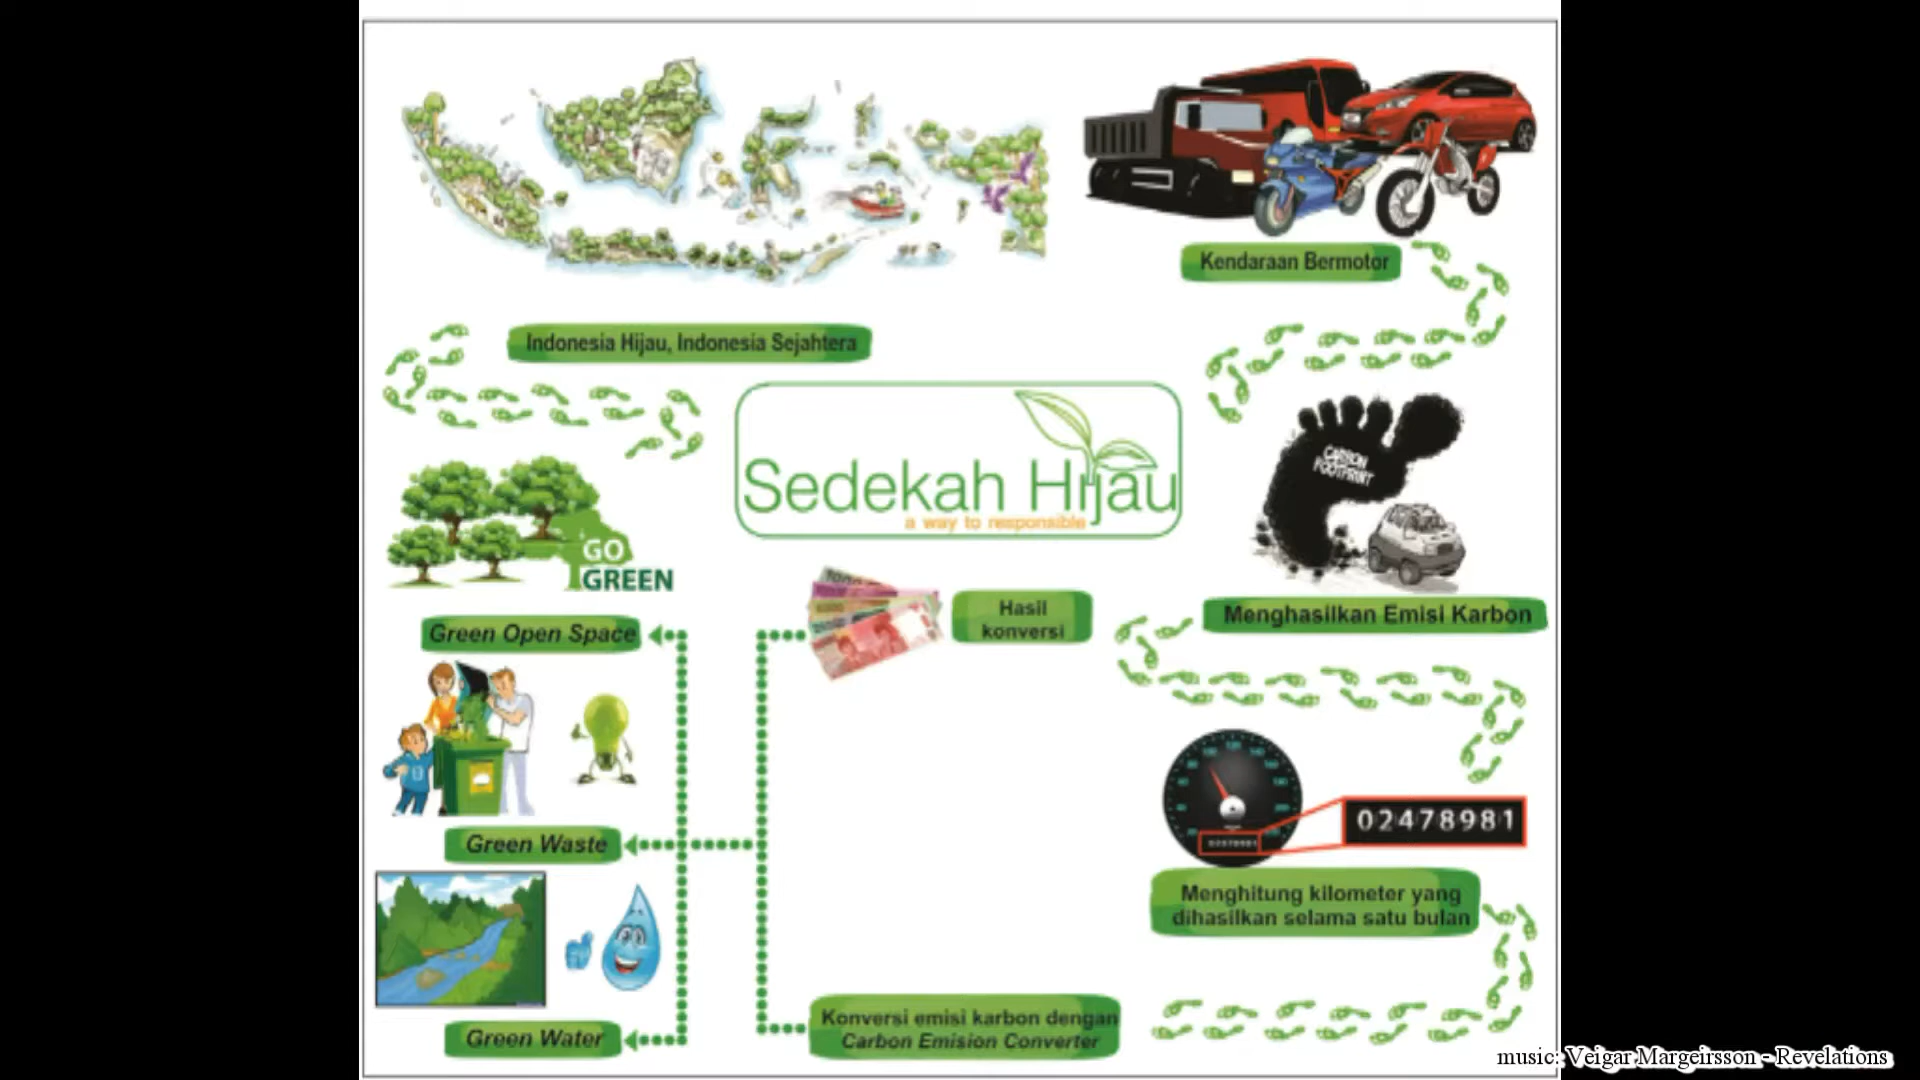 Kendaraan Bermotor
Indonesia Hijau, Indonesia Sejahtera
Sedekah Hijau
a way to responsible
CARBON
FOOTPRINT
GO
GREEN
Hasil
konversi
Menghasilkan Emisi Karbon
Green Open Space
02478981
Green Waste
Menghitung kilometer yang
dihasilkan selama satu bulan
Konversi emisi karbon dengan
Carbon Emision Converter
Green Water
music: Veigar Margeirsson - Revelations